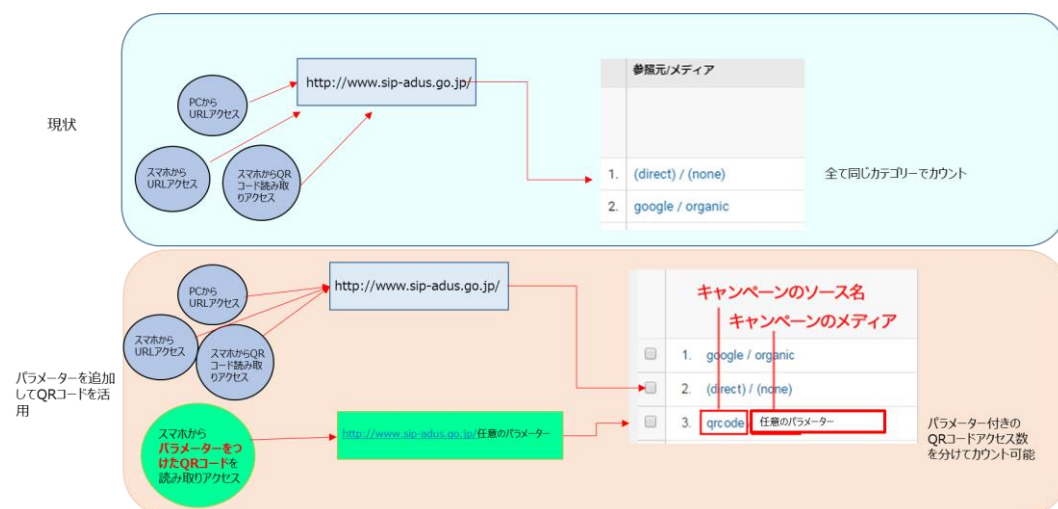 現状
PCから
URLアクセス
スマホから
URLアクセス
スマホからQR
コード読み取
りアクセス
http://www.sip-adus.go.jp/
参照元/メディア
1. (direct) / (none)
2. google / organic
全て同じカテゴリーでカウント
パラメーターを追加
してQRコードを活
用
PCから
URLアクセス
スマホから
URLアクセス
スマホからQR
コード読み取
りアクセス
http://www.sip-adus.go.jp/
スマホから
パラメーターをつ
けたQRコードを
読み取りアクセス
http://www.sip-adus.go.jp/任意のパラメーター
キャンペーンのソース名
キャンペーンのメディア
1. google / organic
2. (direct) / (none)
3. qrcode / 任意のパラメーター
パラメーター付きの
QRコードアクセス数
を分けてカウント可能